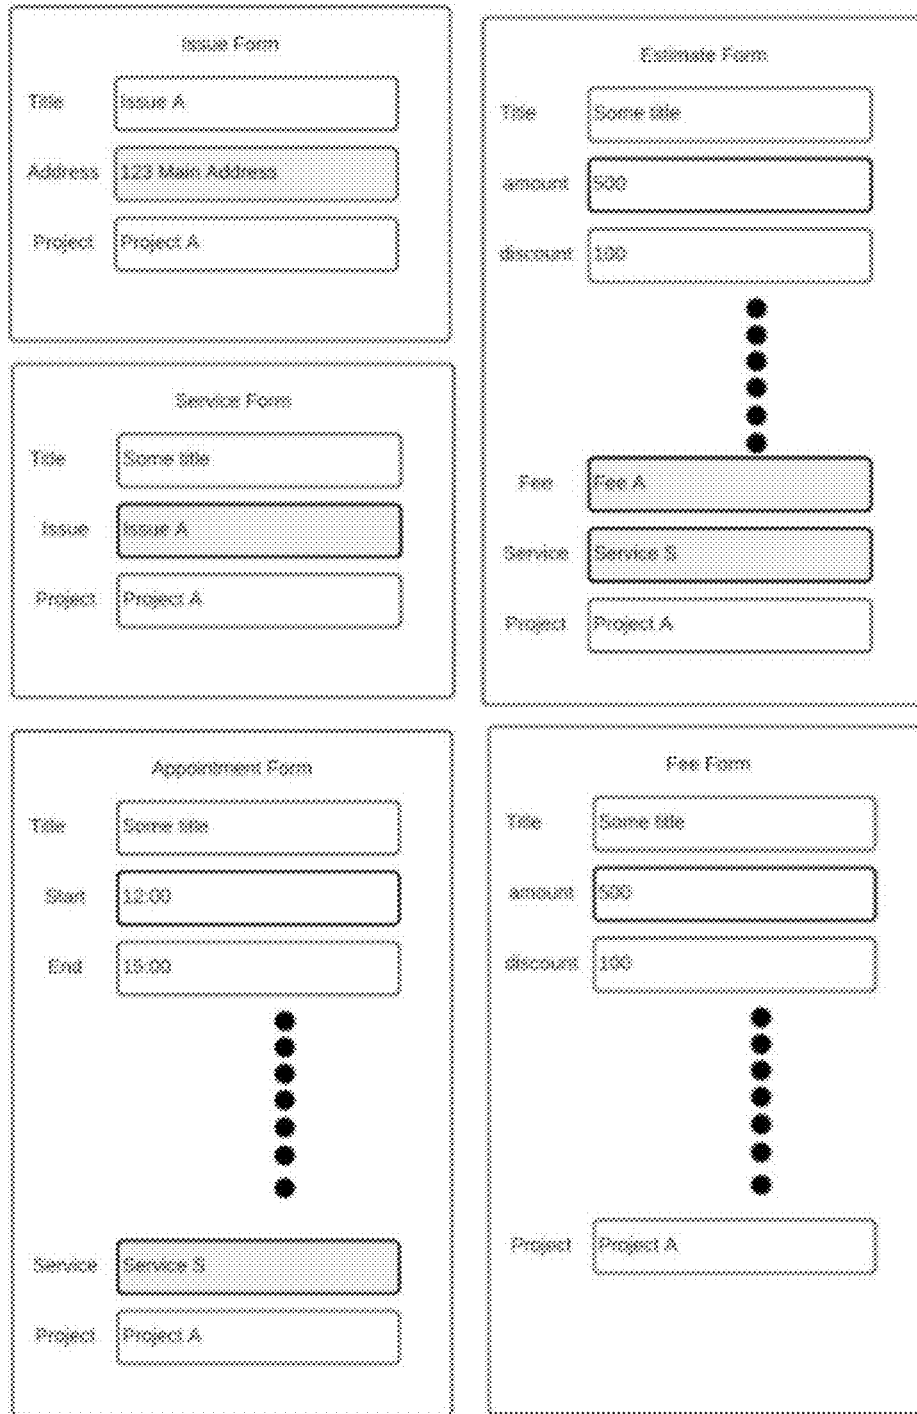 Issue Form
Title Issue A
Address 123 Main Address
Project Project A
Service Form
Title Some title
Issue Issue A
Project Project A
Appointment Form
Title Some title
Start 12:00
End 15:00
Service Service S
Project Project A
Estimate Form
Title Some title
amount 500
discount 100
Fee Fee A
Service Service S
Project Project A
Fee Form
Title Some title
amount 500
discount 100
Project Project A